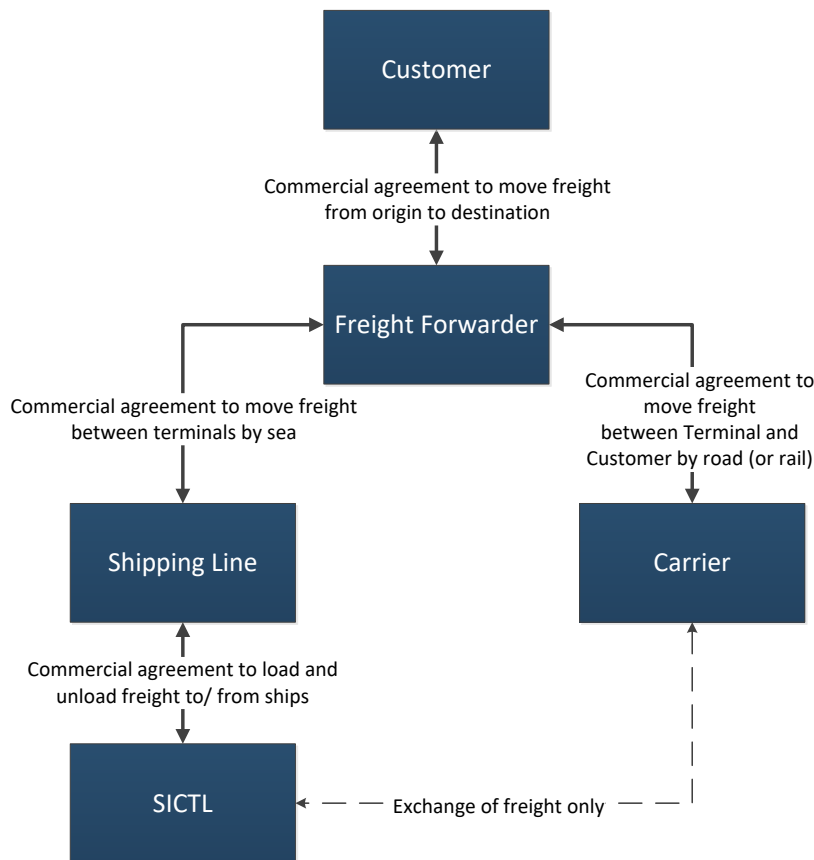 Customer
Commercial agreement to move freight
from origin to destination
Freight Forwarder
Commercial agreement to move freight
between terminals by sea
Commercial agreement to
move freight
between Terminal and
Customer by road (or rail)
Shipping Line
Carrier
Commercial agreement to load and
unload freight to/ from ships
SICTL
Exchange of freight only